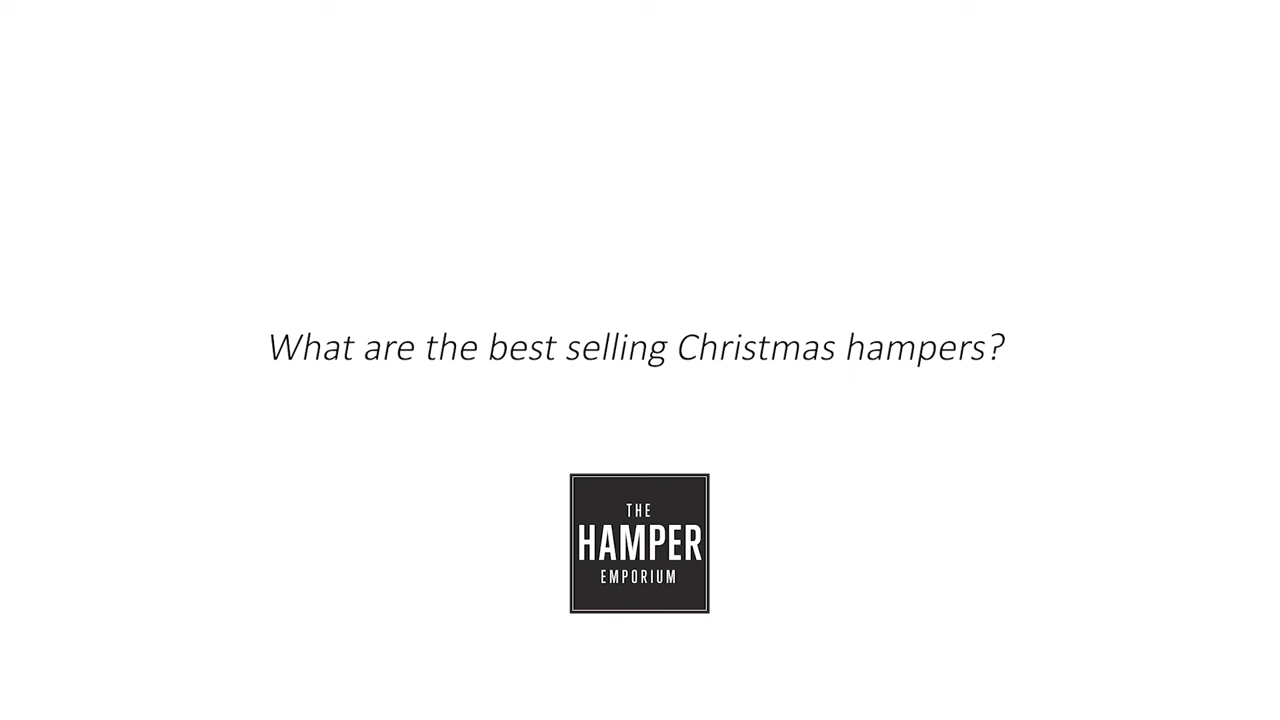 What are the best selling Christmas hampers?
THE
HAMPER
EMPORIUM